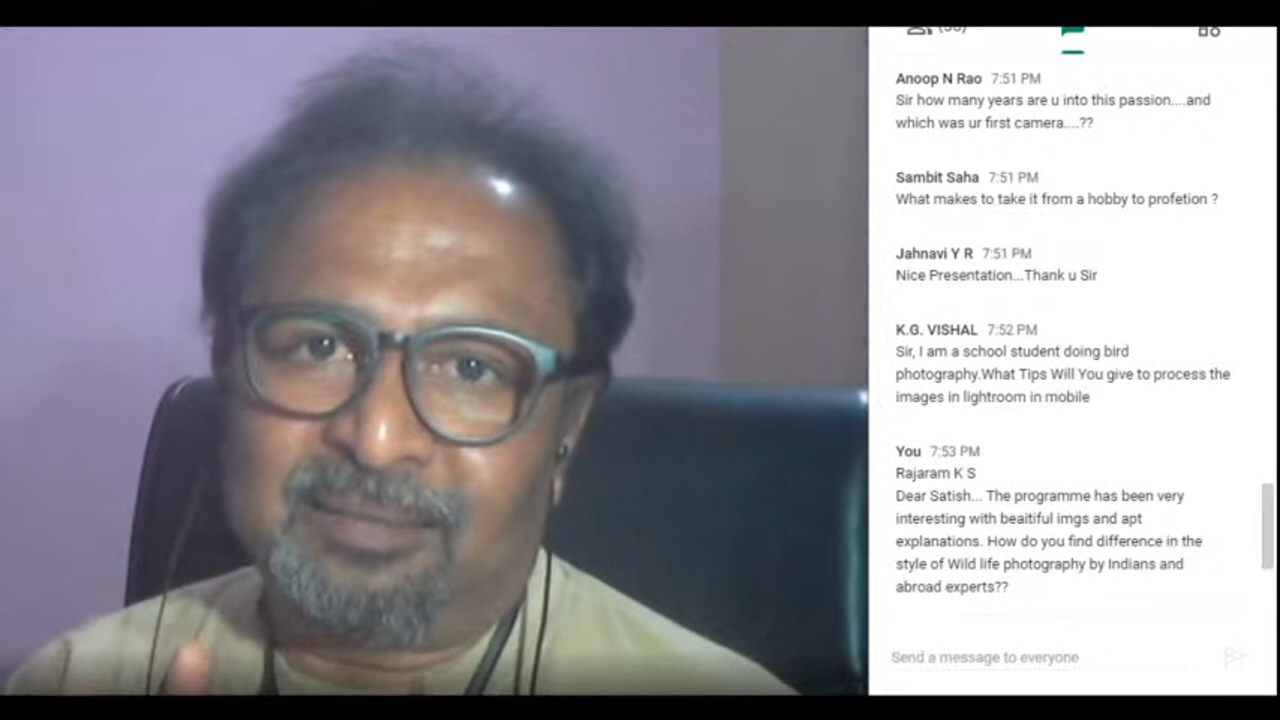 Anoop N Rao 7:51 PM
Sir how many years are u into this passion....and
which was ur first camera....??
Sambit Saha 7:51 PM
What makes to take it from a hobby to profetion ?
Jahnavi Y R 7:51 PM
Nice Presentation...Thank u Sir
K.G. VISHAL 7:52 PM
Sir, I am a school student doing bird
photography.What Tips Will You give to process the
images in lightroom in mobile
You 7:53 PM
Rajaram K S
Dear Satish... The programme has been very
interesting with beaitiful imgs and apt
explanations. How do you find difference in the
style of Wild life photography by Indians and
abroad experts??
Send a message to everyone